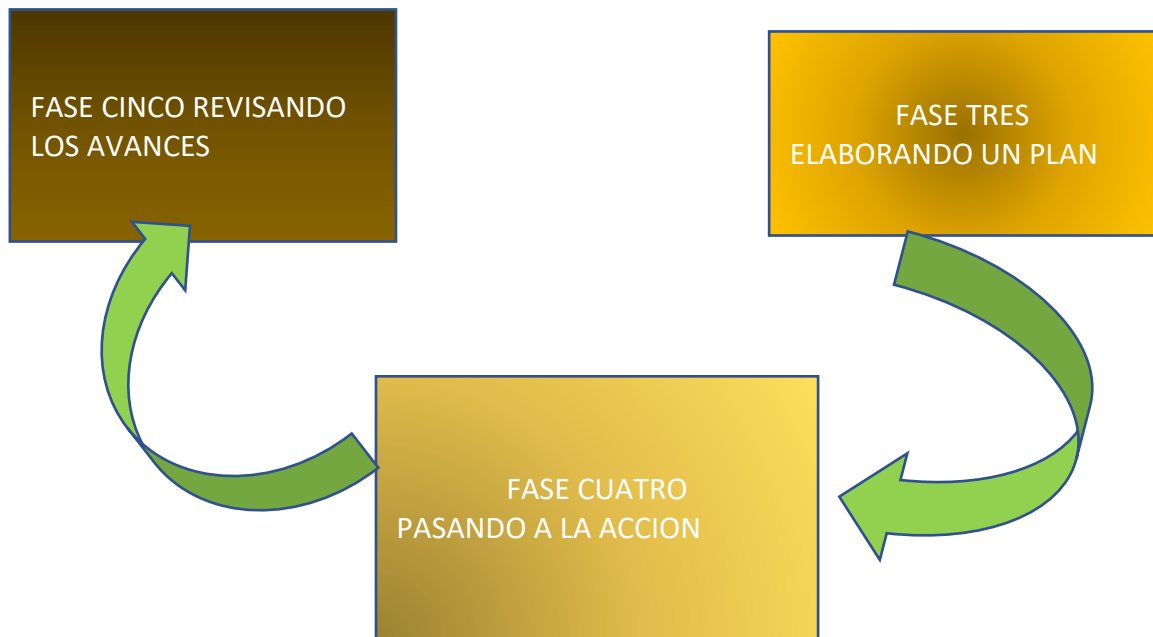 FASE CINCO REVISANDO
LOS AVANCES
FASE TRES
ELABORANDO UN PLAN
FASE CUATRO
PASANDO A LA ACCION